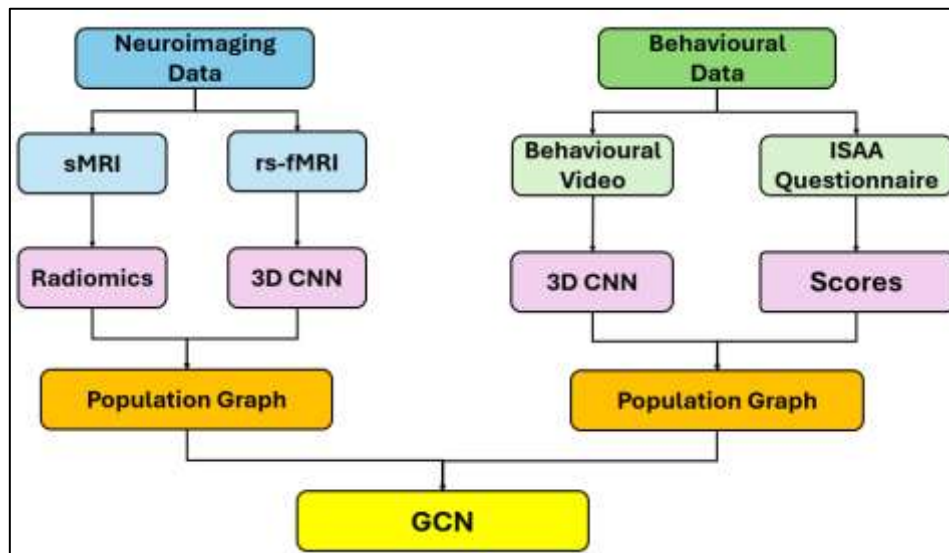 Neuroimaging
Data
Behavioural
Data
sMRI
rs-fMRI
Behavioural
Video
ISAA
Questionnaire
Radiomics
3D CNN
3D CNN
Scores
Population Graph
Population Graph
GCN